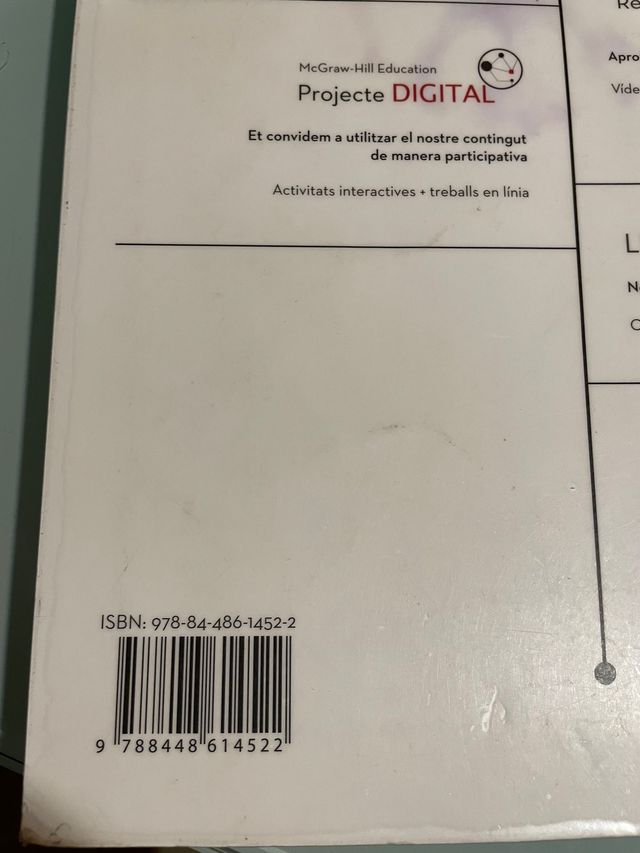 McGraw-Hill Education
Projecte DIGITAL
Et convidem a utilitzar el nostre contingut
de manera participativa
Activitats interactives + treballs en línia
ISBN: 978-84-486-1452-2
9 788448 614522